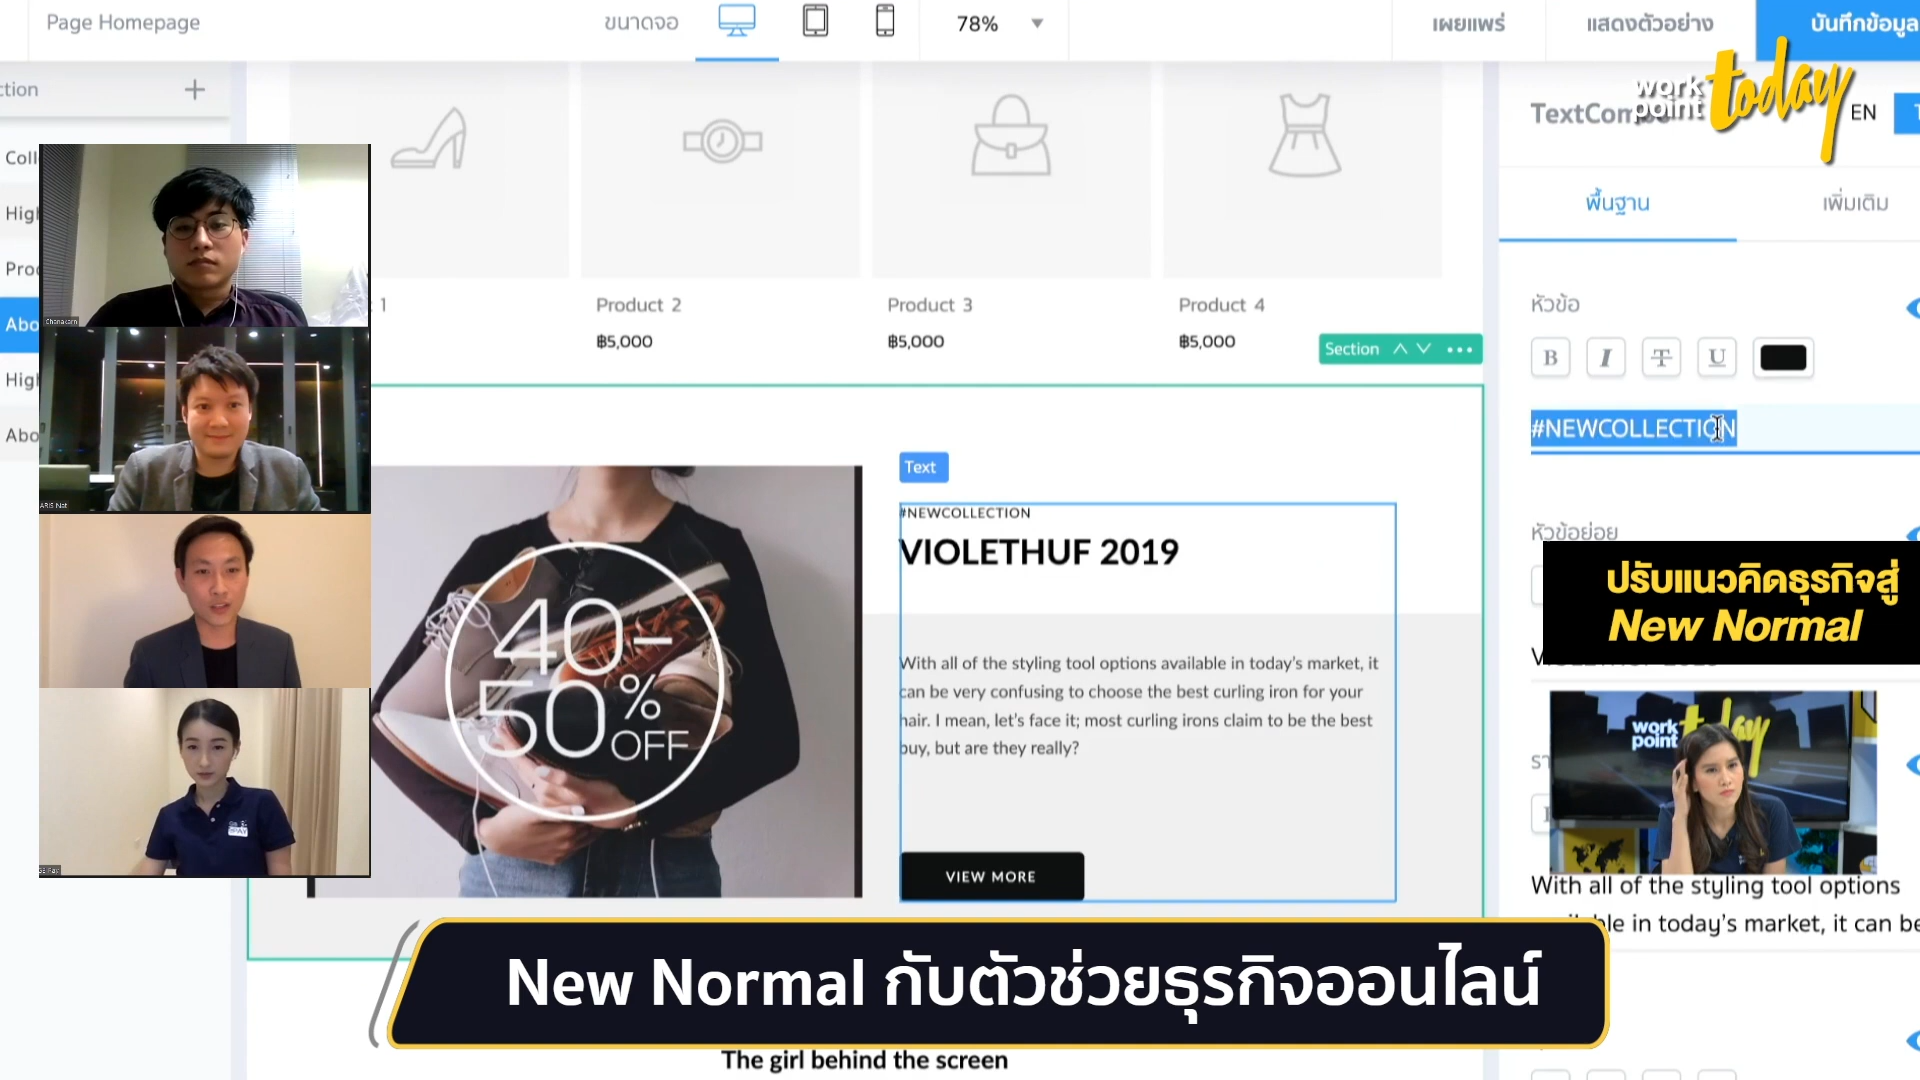 Page Homepage
ขนาดจอ
78%
เผยแพร่
แสดงตัวอย่าง
บันทึกข้อมูล
work
point
today
ction
Coll
High
Prod
Abo
High
Abo
Chanakarn
ARIS Nat
1
Product 2
฿5,000
Product 3
฿5,000
Product 4
฿5,000
Section
TextCom
EN
พื้นฐาน
เพิ่มเติม
หัวข้อ
B I T U
#NEWCOLLECTION
หัวข้อย่อย
Text
#NEWCOLLECTION
VIOLETHUF 2019
With all of the styling tool options available in today's market, it
can be very confusing to choose the best curling iron for your
hair. I mean, let's face it; most curling irons claim to be the best
buy, but are they really?
VIEW MORE
40-
50%
OFF
ปรับแนวคิดธุรกิจสู่
New Normal
work
point
today
With all of the styling tool options
ble in today's market, it can be
New Normal กับตัวช่วยธุรกิจออนไลน์
The girl behind the screen